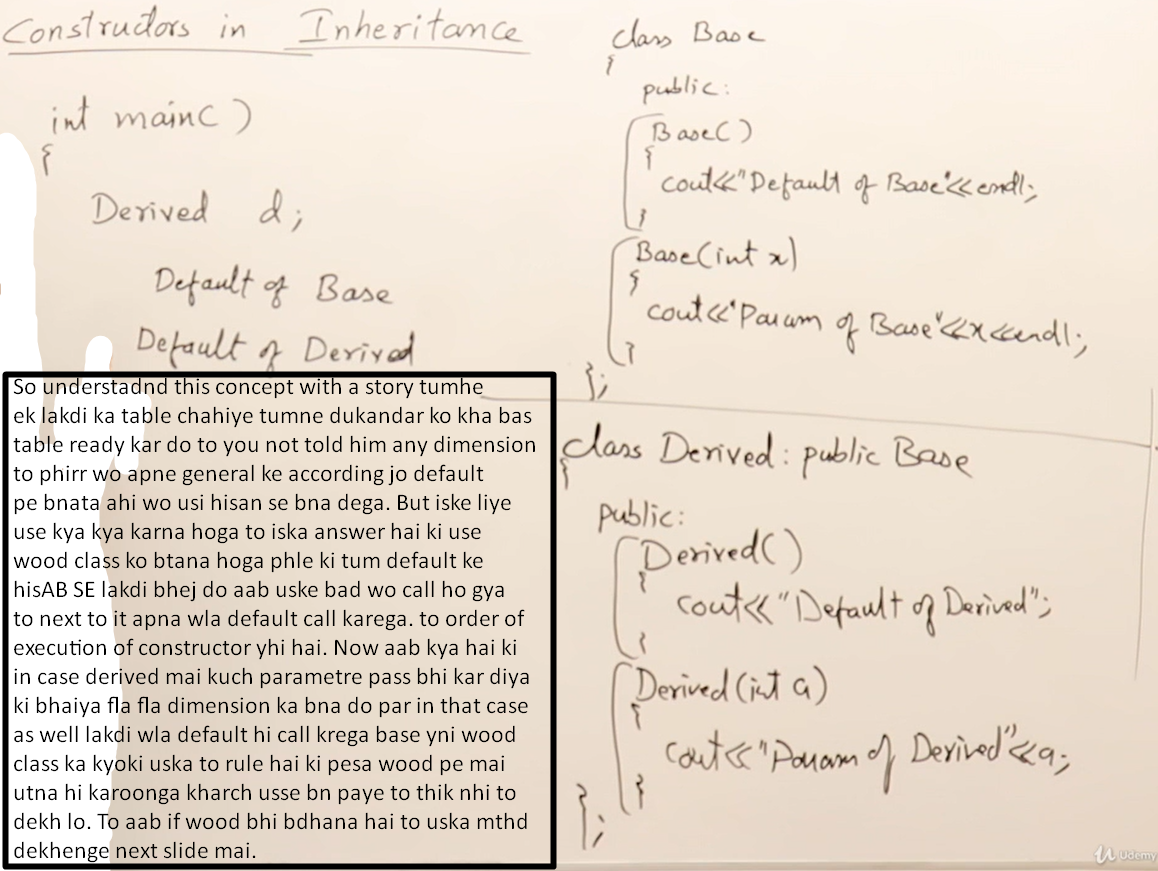 Constructors in Inheritance
int main()
{
Derived d;
Default of Base
Default of Derived
So understadnd this concept with a story tumhe
ek lakdi ka table chahiye tumne dukandar ko kha bas
table ready kar do to you not told him any dimension
to phirr wo apne general ke according jo default
pe bnata ahi wo usi hisan se bna dega. But iske liye
use kya kya karna hoga to iska answer hai ki use
wood class ko btana hoga phle ki tum default ke
hisAB SE lakdi bhej do aab uske bad wo call ho gya
to next to it apna wla default call karega. to order of
execution of constructor yhi hai. Now aab kya hai ki
in case derived mai kuch parametre pass bhi kar diya
ki bhaiya fla fla dimension ka bna do par in that case
as well lakdi wla default hi call krega base yni wood
class ka kyoki uska to rule hai ki pesa wood pe mai
utna hi karoonga kharch usse bn paye to thik nhi to
dekh lo. To aab if wood bhi bdhana hai to uska mthd
dekhenge next slide mai.
class Base
{
public:
Base()
{
cout<<"Default of Base"<<endl;
}
Base(int x)
{
cout<<"Param of Base"<<x<<endl;
}
};
class Derived: public Base
{
public:
Derived()
{
cout<<"Default of Derived";
}
Derived(int a)
{
cout<<"Param of Derived"<<a;
}
};
Udemy